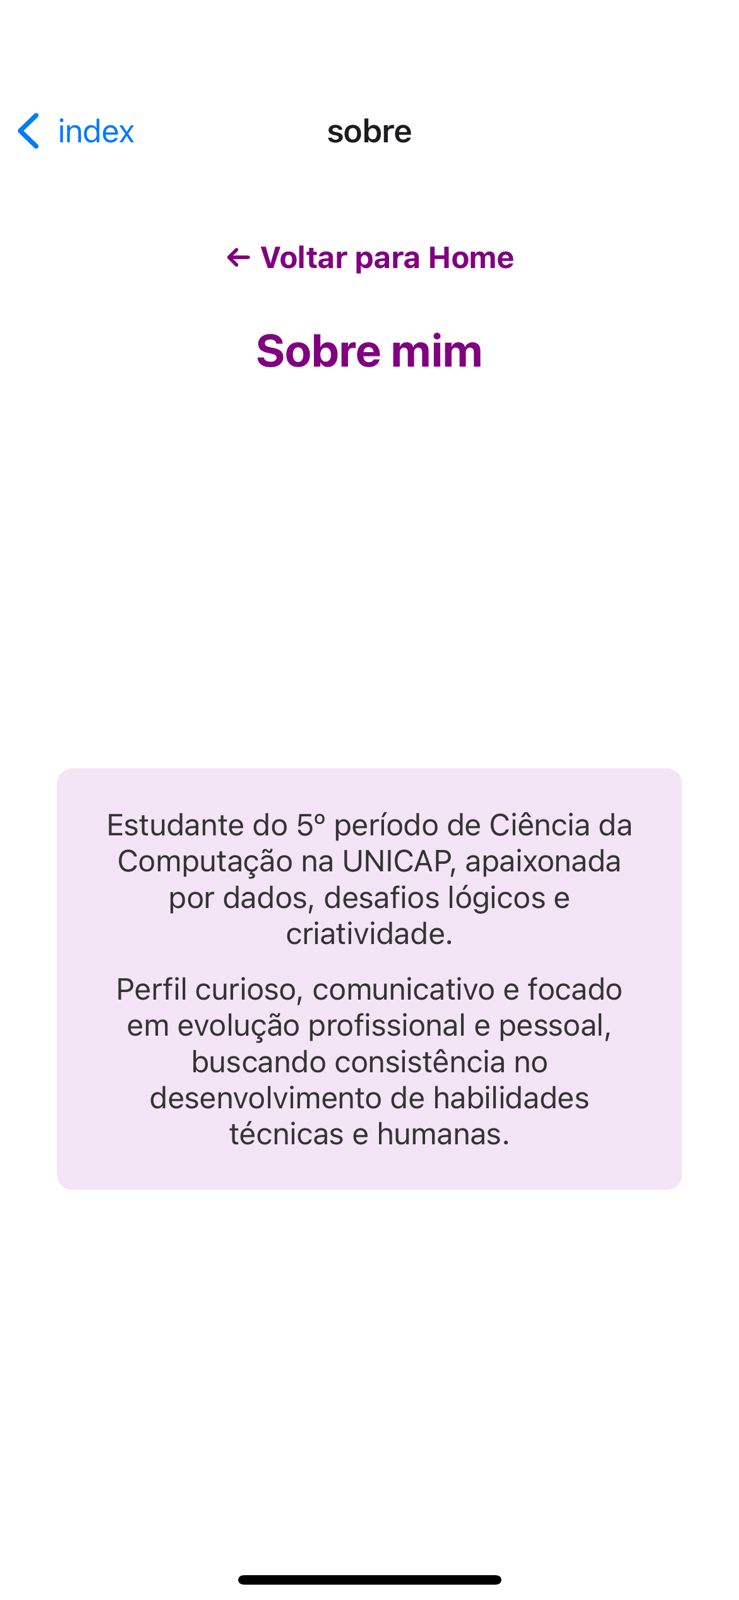 index
sobre
← Voltar para Home
Sobre mim
Estudante do 5º período de Ciência da
Computação na UNICAP, apaixonada
por dados, desafios lógicos e
criatividade.
Perfil curioso, comunicativo e focado
em evolução profissional e pessoal,
buscando consistência no
desenvolvimento de habilidades
técnicas e humanas.